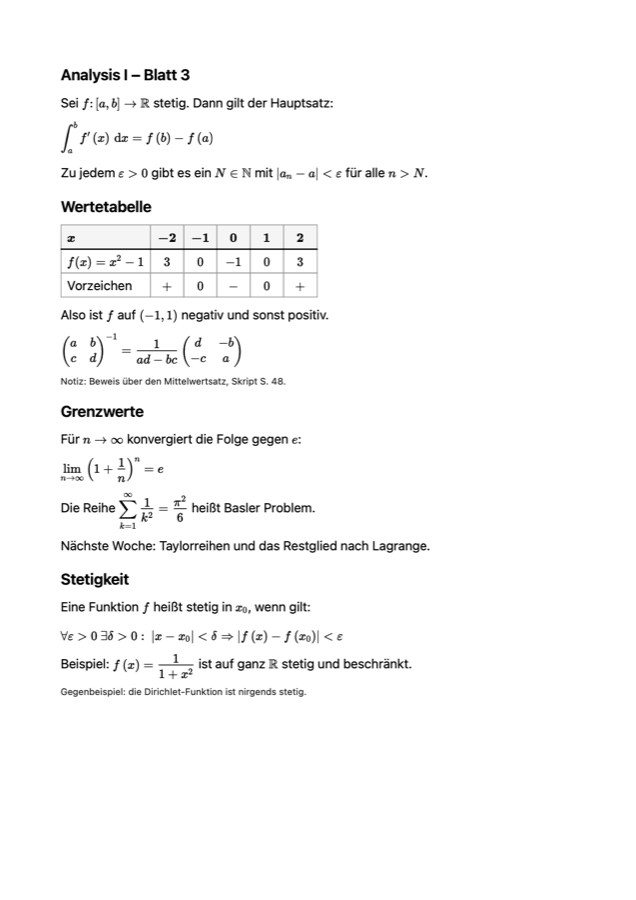 Analysis I – Blatt 3
Sei f: [a, b] → ℝ stetig. Dann gilt der Hauptsatz:
∫_a^b f′(x) dx = f(b) − f(a)
Zu jedem ε > 0 gibt es ein N ∈ ℕ mit |a_n − a| < ε für alle n > N.
Wertetabelle
x −2 −1 0 1 2
f(x) = x² − 1 3 0 −1 0 3
Vorzeichen + 0 − 0 +
Also ist f auf (−1, 1) negativ und sonst positiv.
(a b; c d)^{−1} = 1/(ad − bc) (d −b; −c a)
Notiz: Beweis über den Mittelwertsatz, Skript S. 48.
Grenzwerte
Für n → ∞ konvergiert die Folge gegen e:
lim_{n→∞} (1 + 1/n)^n = e
Die Reihe ∑_{k=1}^∞ 1/k² = π²/6 heißt Basler Problem.
Nächste Woche: Taylorreihen und das Restglied nach Lagrange.
Stetigkeit
Eine Funktion f heißt stetig in x₀, wenn gilt:
∀ε > 0 ∃δ > 0 : |x − x₀| < δ ⇒ |f(x) − f(x₀)| < ε
Beispiel: f(x) = 1/(1 + x²) ist auf ganz ℝ stetig und beschränkt.
Gegenbeispiel: die Dirichlet-Funktion ist nirgends stetig.